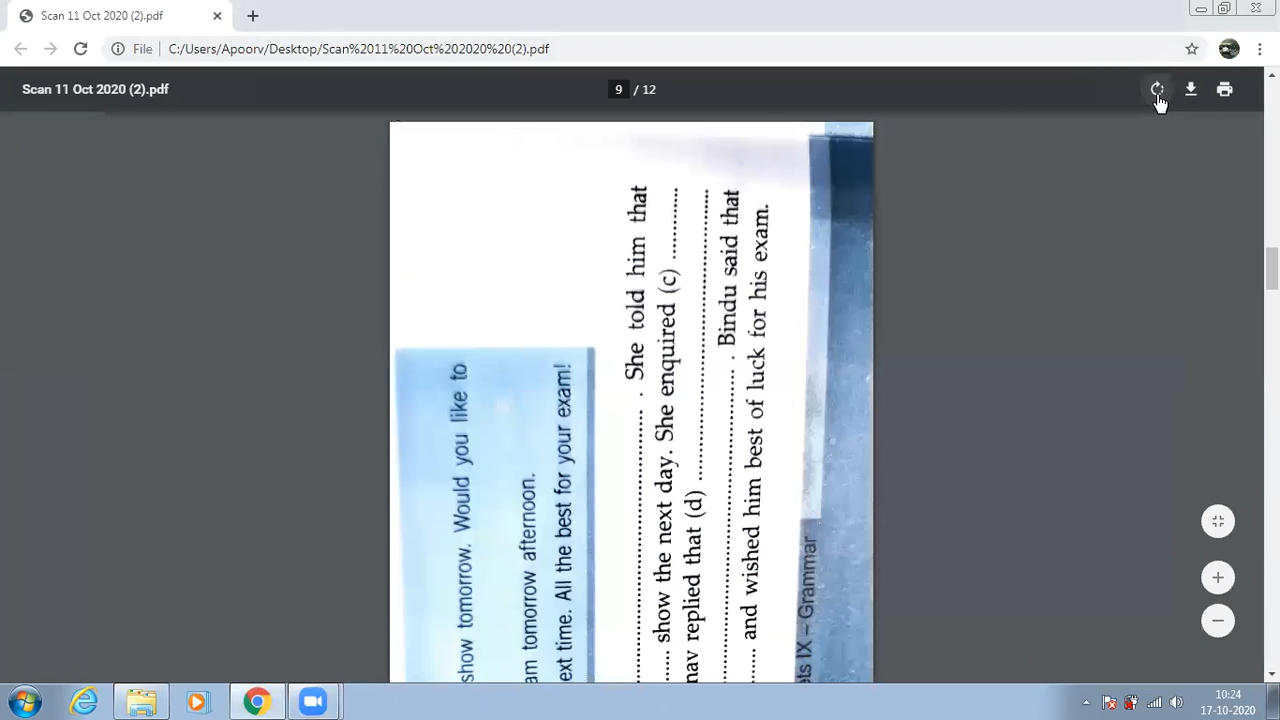 Scan 11 Oct 2020 (2).pdf
File
C:/Users/Apoorv/Desktop/Scan%2011%20Oct%202020%20(2).pdf
Scan 11 Oct 2020 (2).pdf
9 / 12
show tomorrow. Would you like to
am tomorrow afternoon.
ext time. All the best for your exam!
. She told him that
show the next day. She enquired (c)
nav replied that (d)
. Bindu said that
and wished him best of luck for his exam.
ets IX – Grammar
10:24
17-10-2020